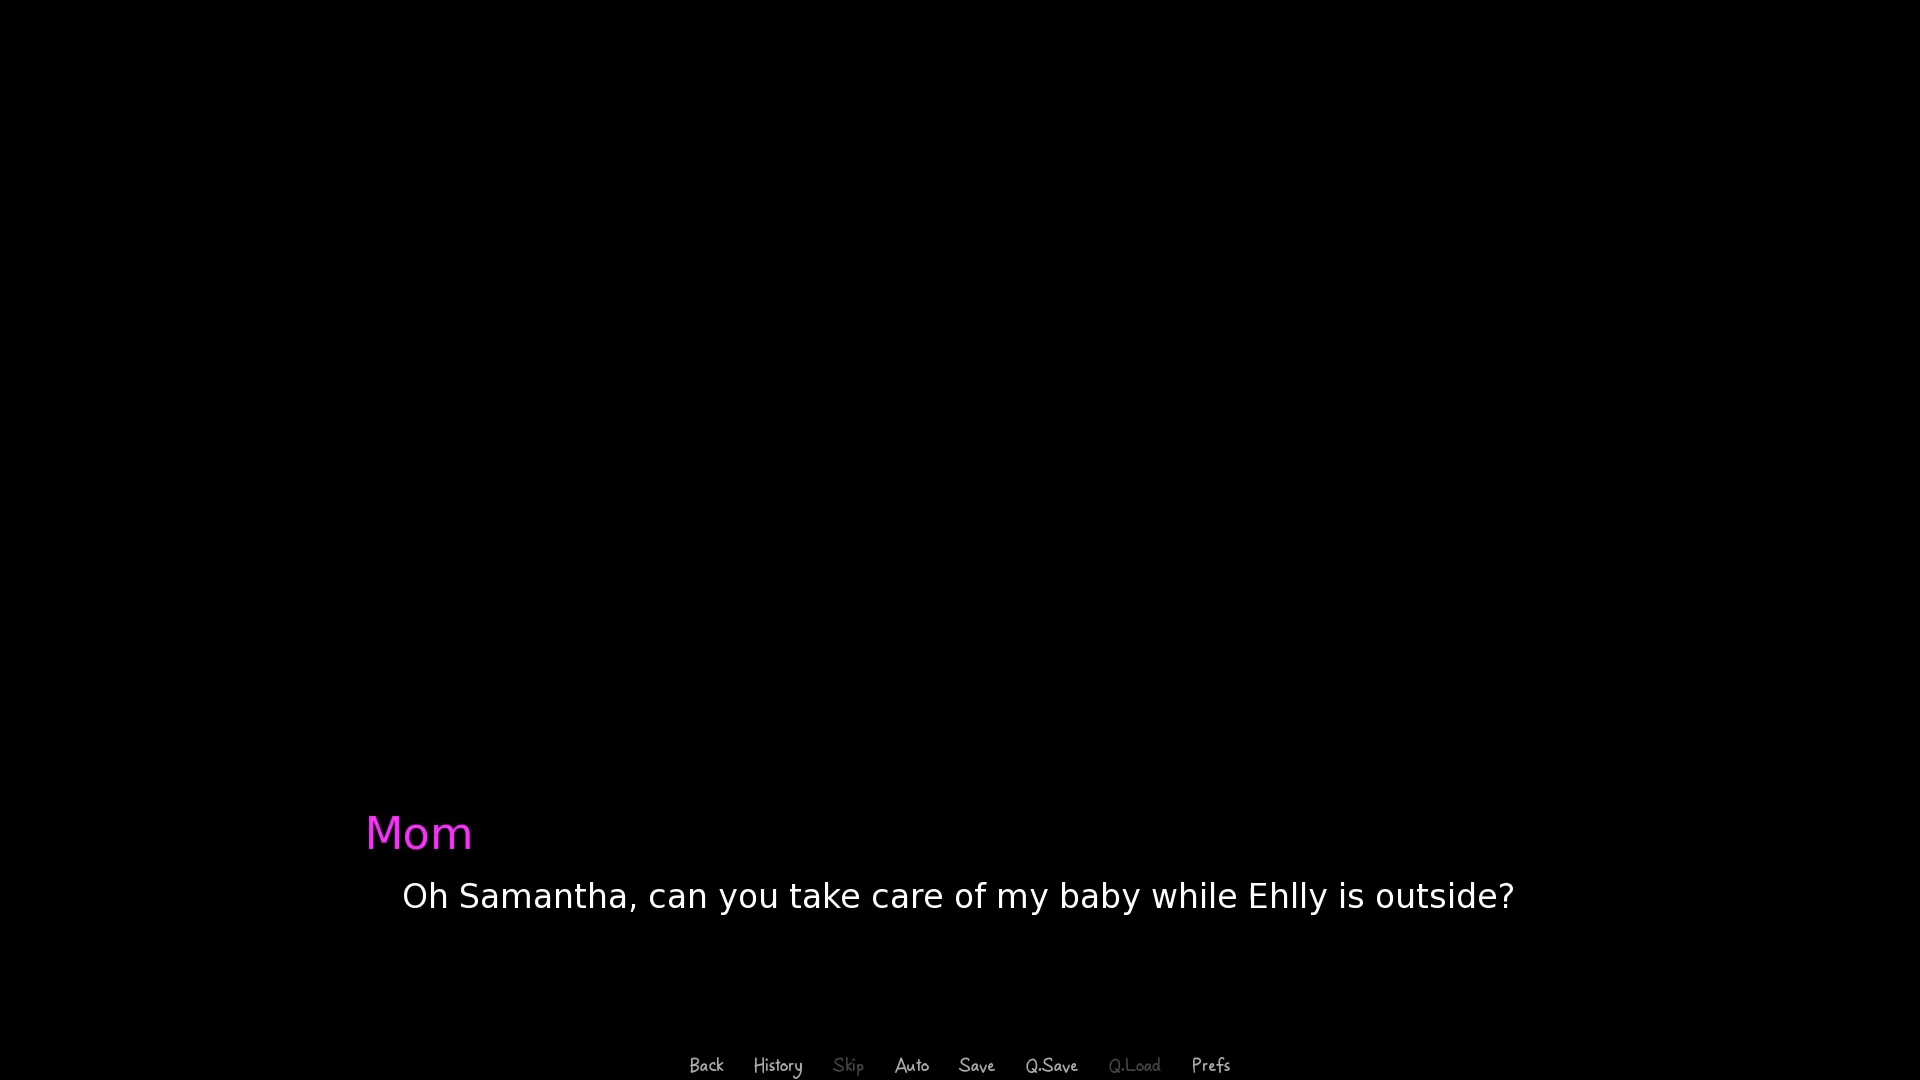 Mom
Oh Samantha, can you take care of my baby while Ehlly is outside?
Back History Skip Auto Save Q.Save Q.Load Prefs